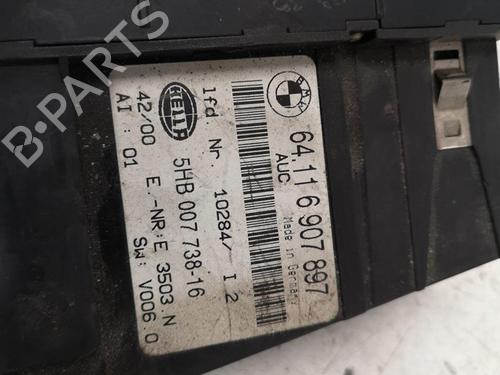 BMW
64.11 6 907 897
AUC Made in Germany
lfd Nr. 10284/ I 2
HELLA 5HB 007 738-16
42/00 E.-NR:E 3503.N
AI : 01 SW: V006.0
B-PARTS